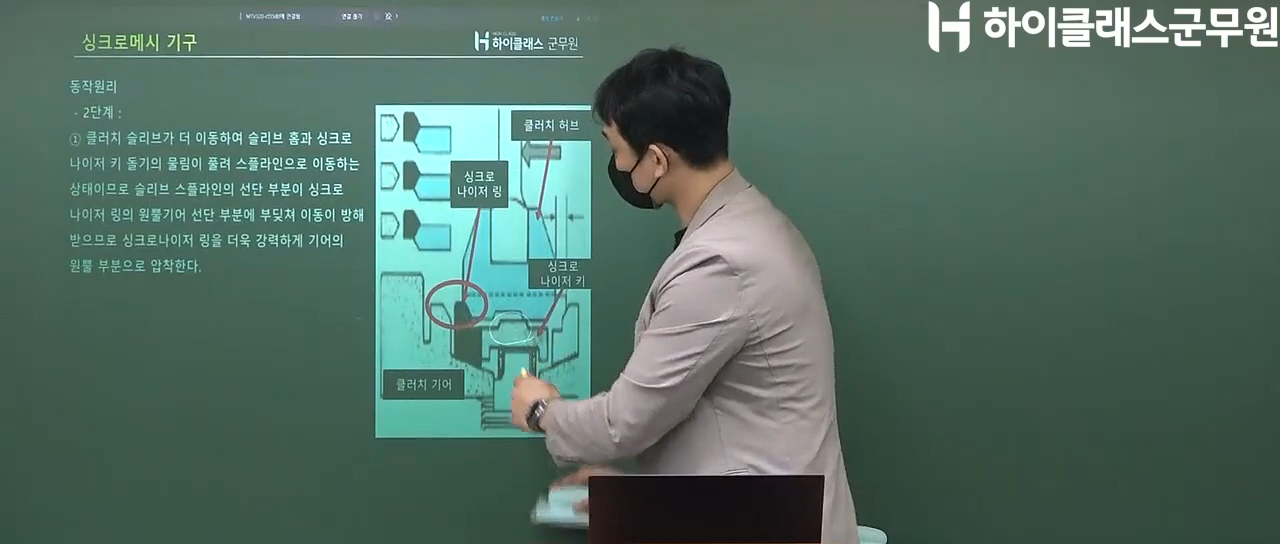 하이클래스군무원
연결 끊기
싱크로메시 기구
HIGH CLASS
하이클래스 군무원
동작원리
- 2단계 :
① 클러치 슬리브가 더 이동하여 슬리브 홈과 싱크로
나이저 키 돌기의 물림이 풀려 스플라인으로 이동하는
상태이므로 슬리브 스플라인의 선단 부분이 싱크로
나이저 링의 원뿔기어 선단 부분에 부딪쳐 이동이 방해
받으므로 싱크로나이저 링을 더욱 강력하게 기어의
원뿔 부분으로 압착한다.
클러치 허브
싱크로
나이저 링
싱크로
나이저 키
클러치 기어